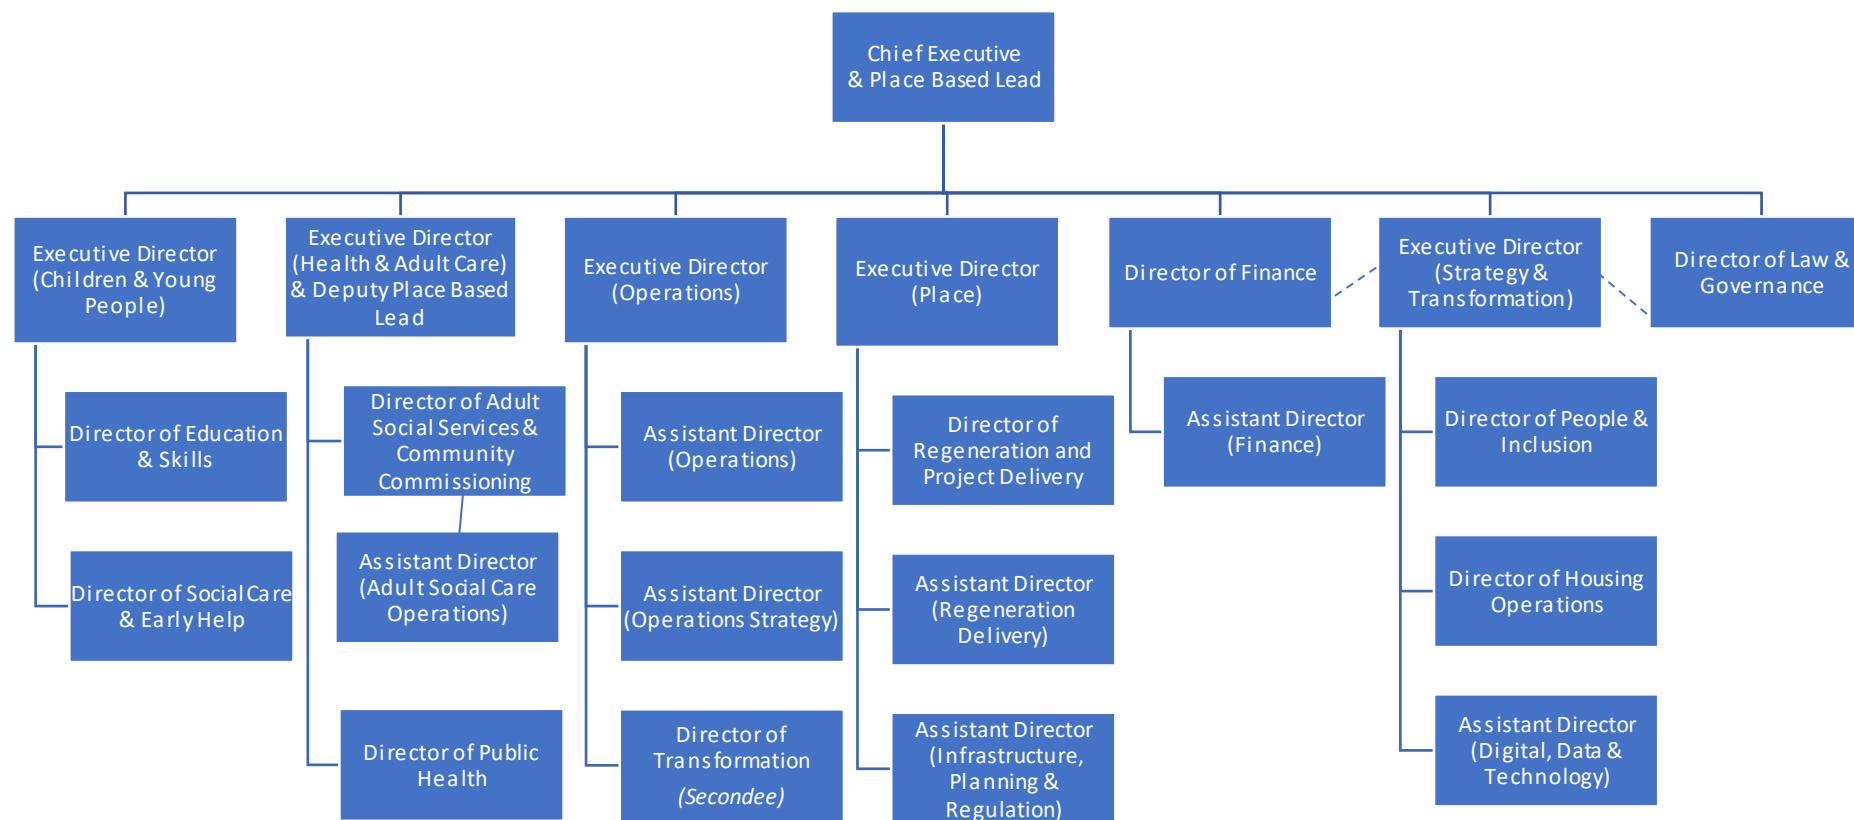 Chief Executive
& Place Based Lead
Executive Director
(Children & Young
People)
Executive Director
(Health & Adult Care)
& Deputy Place Based
Lead
Executive Director
(Operations)
Executive Director
(Place)
Director of Finance
Executive Director
(Strategy &
Transformation)
Director of Law &
Governance
Director of Education
& Skills
Director of Social Care
& Early Help
Director of Adult
Social Services &
Community
Commissioning
Assistant Director
(Adult Social Care
Operations)
Director of Public
Health
Assistant Director
(Operations)
Assistant Director
(Operations Strategy)
Director of
Transformation
(Secondee)
Director of
Regeneration and
Project Delivery
Assistant Director
(Regeneration
Delivery)
Assistant Director
(Infrastructure,
Planning &
Regulation)
Assistant Director
(Finance)
Director of People &
Inclusion
Director of Housing
Operations
Assistant Director
(Digital, Data &
Technology)